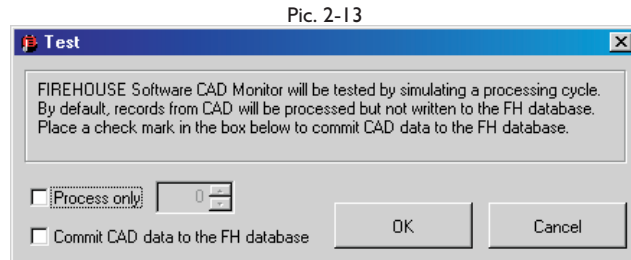 Pic. 2-13
Test
FIREHOUSE Software CAD Monitor will be tested by simulating a processing cycle.
By default, records from CAD will be processed but not written to the FH database.
Place a check mark in the box below to commit CAD data to the FH database.
Process only 0
Commit CAD data to the FH database
OK Cancel